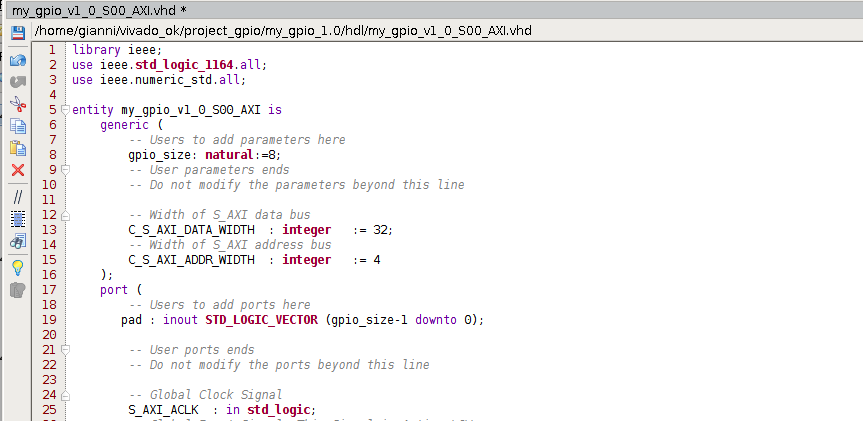 my_gpio_v1_0_S00_AXI.vhd *
/home/gianni/vivado_ok/project_gpio/my_gpio_1.0/hdl/my_gpio_v1_0_S00_AXI.vhd
1 library ieee;
2 use ieee.std_logic_1164.all;
3 use ieee.numeric_std.all;
4
5 entity my_gpio_v1_0_S00_AXI is
6 generic (
7 -- Users to add parameters here
8 gpio_size: natural:=8;
9 -- User parameters ends
10 -- Do not modify the parameters beyond this line
11
12 -- Width of S_AXI data bus
13 C_S_AXI_DATA_WIDTH : integer := 32;
14 -- Width of S_AXI address bus
15 C_S_AXI_ADDR_WIDTH : integer := 4
16 );
17 port (
18 -- Users to add ports here
19 pad : inout STD_LOGIC_VECTOR (gpio_size-1 downto 0);
20
21 -- User ports ends
22 -- Do not modify the ports beyond this line
23
24 -- Global Clock Signal
25 S_AXI_ACLK : in std_logic;